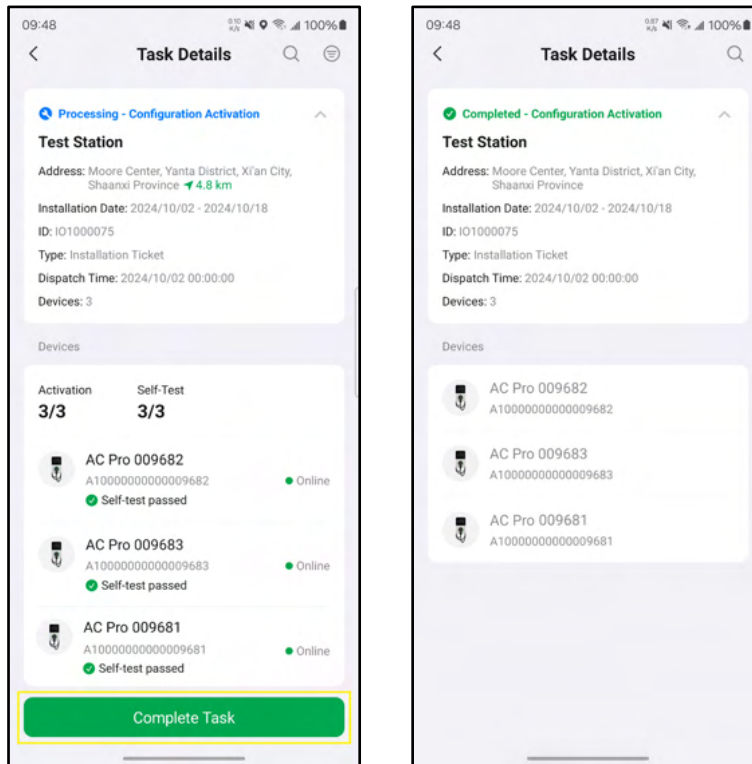 09:48
0.10 K/s
100%
Task Details
Processing - Configuration Activation
Test Station
Address: Moore Center, Yanta District, Xi'an City,
Shaanxi Province 4.8 km
Installation Date: 2024/10/02 - 2024/10/18
ID: IO1000075
Type: Installation Ticket
Dispatch Time: 2024/10/02 00:00:00
Devices: 3
Devices
Activation Self-Test
3/3 3/3
AC Pro 009682
A10000000000009682 Online
Self-test passed
AC Pro 009683
A10000000000009683 Online
Self-test passed
AC Pro 009681
A10000000000009681 Online
Self-test passed
Complete Task
09:48
0.87 K/s
100%
Task Details
Completed - Configuration Activation
Test Station
Address: Moore Center, Yanta District, Xi'an City,
Shaanxi Province
Installation Date: 2024/10/02 - 2024/10/18
ID: IO1000075
Type: Installation Ticket
Dispatch Time: 2024/10/02 00:00:00
Devices: 3
Devices
AC Pro 009682
A10000000000009682
AC Pro 009683
A10000000000009683
AC Pro 009681
A10000000000009681